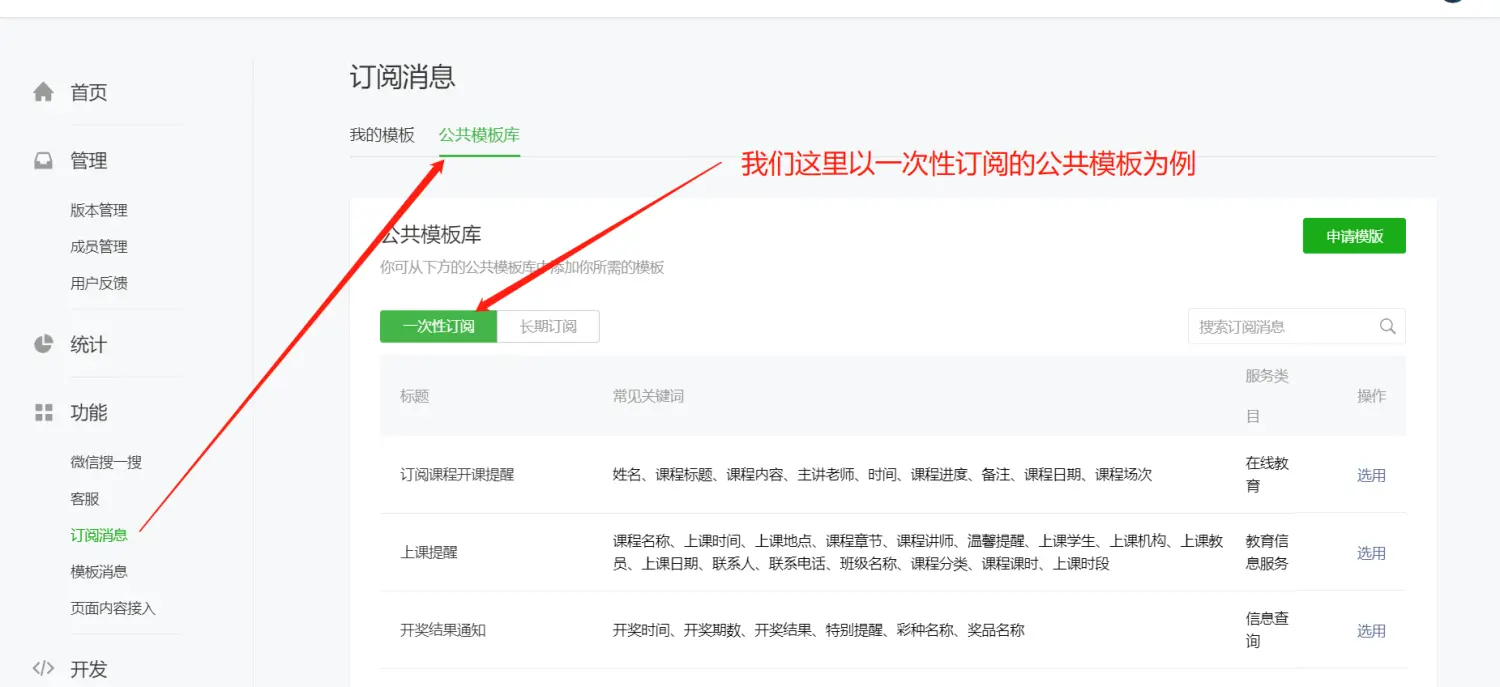 订阅消息
首页
我的模板
公共模板库
管理
我们这里以一次性订阅的公共模板为例
版本管理
成员管理
用户反馈
公共模板库
申请模版
你可从下方的公共模板库中添加你所需的模板
统计
一次性订阅
长期订阅
搜索订阅消息
标题
常见关键词
服务类
目
操作
功能
微信搜一搜
客服
订阅消息
模板消息
页面内容接入
开发
订阅课程开课提醒
姓名、课程标题、课程内容、主讲老师、时间、课程进度、备注、课程日期、课程场次
在线教
育
选用
上课提醒
课程名称、上课时间、上课地点、课程章节、课程讲师、温馨提醒、上课学生、上课机构、上课教
员、上课日期、联系人、联系电话、班级名称、课程分类、课程课时、上课时段
教育信
息服务
选用
开奖结果通知
开奖时间、开奖期数、开奖结果、特别提醒、彩种名称、奖品名称
信息查
询
选用